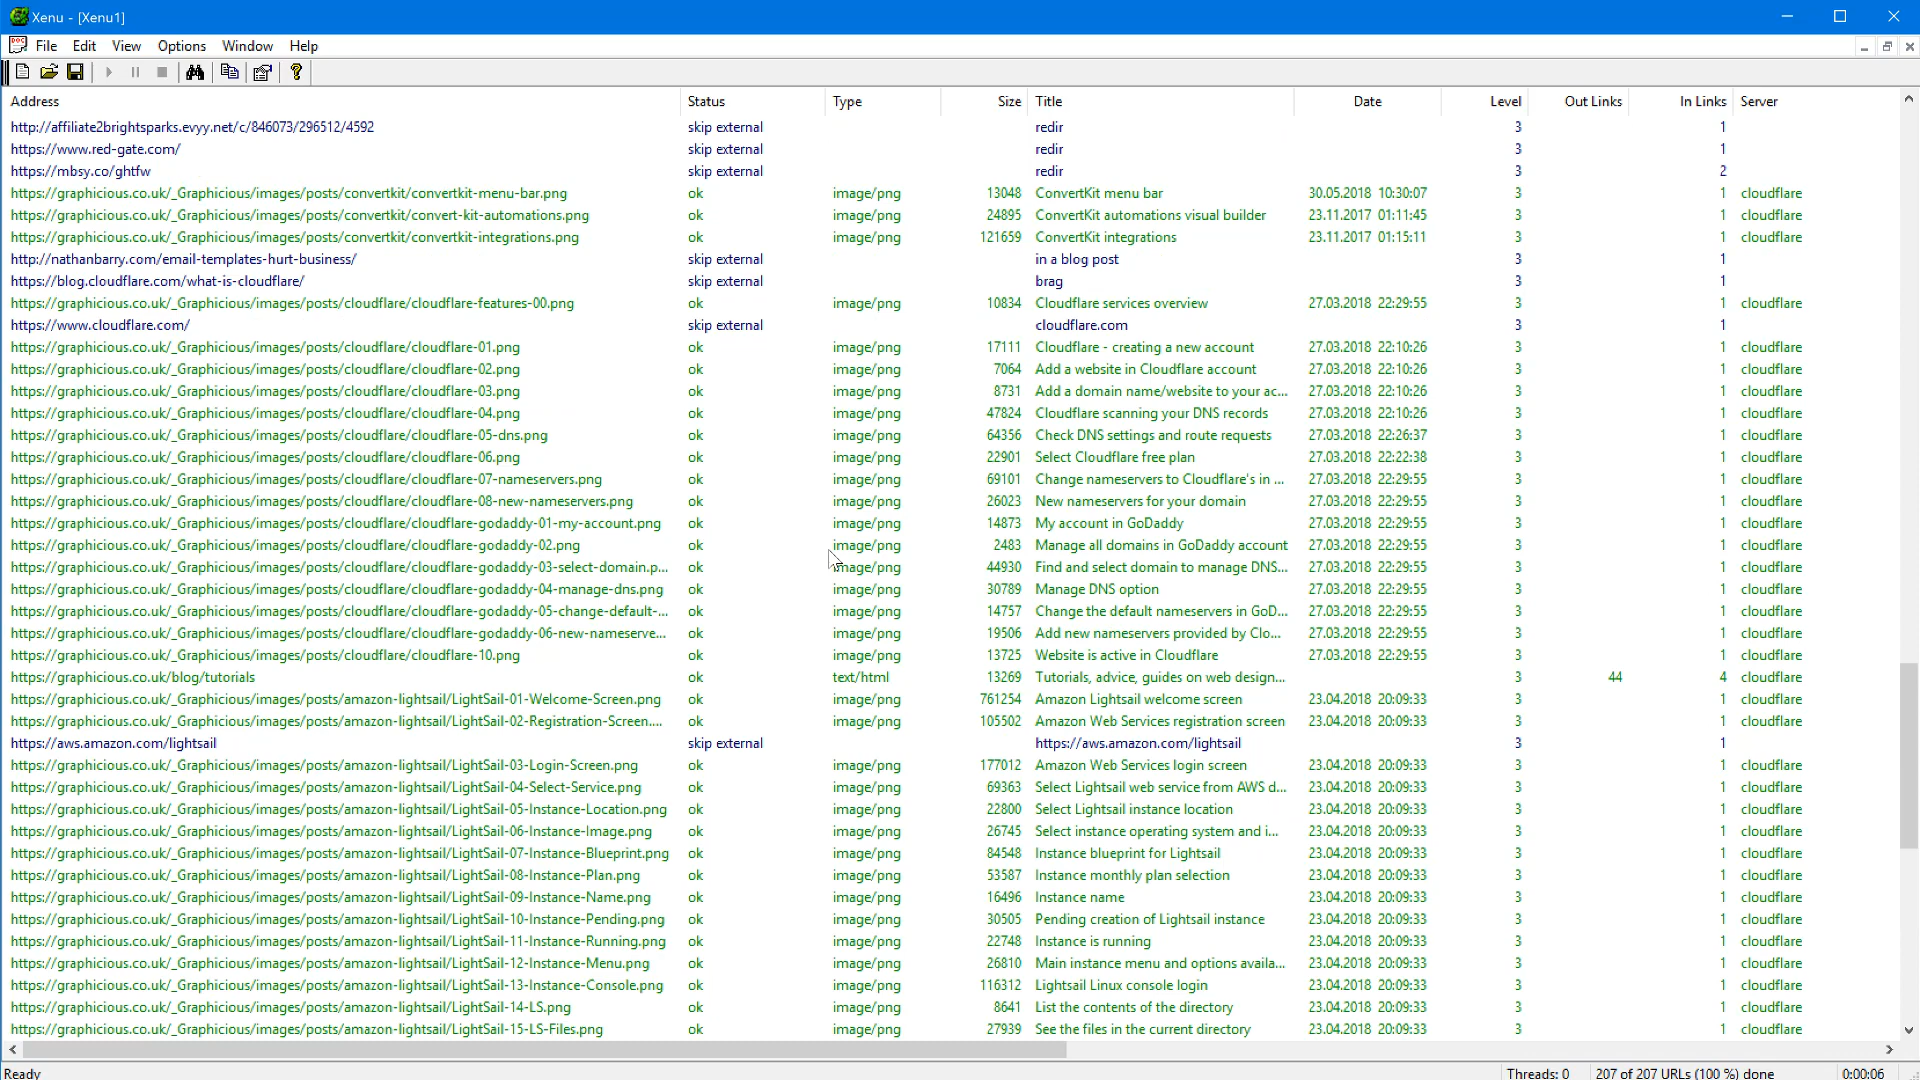 Xenu - [Xenu1]
File Edit View Options Window Help
Address Status Type Size Title Date Level Out Links In Links Server
http://affiliate2brightsparks.evyy.net/c/846073/296512/4592 skip external redir 3 1
https://www.red-gate.com/ skip external redir 3 1
https://mbsy.co/ghtfw skip external redir 3 2
https://graphicious.co.uk/_Graphicious/images/posts/convertkit/convertkit-menu-bar.png ok image/png 13048 ConvertKit menu bar 30.05.2018 10:30:07 3 1 cloudflare
https://graphicious.co.uk/_Graphicious/images/posts/convertkit/convert-kit-automations.png ok image/png 24895 ConvertKit automations visual builder 23.11.2017 01:11:45 3 1 cloudflare
https://graphicious.co.uk/_Graphicious/images/posts/convertkit/convertkit-integrations.png ok image/png 121659 ConvertKit integrations 23.11.2017 01:15:11 3 1 cloudflare
http://nathanbarry.com/email-templates-hurt-business/ skip external in a blog post 3 1
https://blog.cloudflare.com/what-is-cloudflare/ skip external brag 3 1
https://graphicious.co.uk/_Graphicious/images/posts/cloudflare/cloudflare-features-00.png ok image/png 10834 Cloudflare services overview 27.03.2018 22:29:55 3 1 cloudflare
https://www.cloudflare.com/ skip external cloudflare.com 3 1
https://graphicious.co.uk/_Graphicious/images/posts/cloudflare/cloudflare-01.png ok image/png 17111 Cloudflare - creating a new account 27.03.2018 22:10:26 3 1 cloudflare
https://graphicious.co.uk/_Graphicious/images/posts/cloudflare/cloudflare-02.png ok image/png 7064 Add a website in Cloudflare account 27.03.2018 22:10:26 3 1 cloudflare
https://graphicious.co.uk/_Graphicious/images/posts/cloudflare/cloudflare-03.png ok image/png 8731 Add a domain name/website to your ac... 27.03.2018 22:10:26 3 1 cloudflare
https://graphicious.co.uk/_Graphicious/images/posts/cloudflare/cloudflare-04.png ok image/png 47824 Cloudflare scanning your DNS records 27.03.2018 22:10:26 3 1 cloudflare
https://graphicious.co.uk/_Graphicious/images/posts/cloudflare/cloudflare-05-dns.png ok image/png 64356 Check DNS settings and route requests 27.03.2018 22:26:37 3 1 cloudflare
https://graphicious.co.uk/_Graphicious/images/posts/cloudflare/cloudflare-06.png ok image/png 22901 Select Cloudflare free plan 27.03.2018 22:22:38 3 1 cloudflare
https://graphicious.co.uk/_Graphicious/images/posts/cloudflare/cloudflare-07-nameservers.png ok image/png 69101 Change nameservers to Cloudflare's in ... 27.03.2018 22:29:55 3 1 cloudflare
https://graphicious.co.uk/_Graphicious/images/posts/cloudflare/cloudflare-08-new-nameservers.png ok image/png 26023 New nameservers for your domain 27.03.2018 22:29:55 3 1 cloudflare
https://graphicious.co.uk/_Graphicious/images/posts/cloudflare/cloudflare-godaddy-01-my-account.png ok image/png 14873 My account in GoDaddy 27.03.2018 22:29:55 3 1 cloudflare
https://graphicious.co.uk/_Graphicious/images/posts/cloudflare/cloudflare-godaddy-02.png ok image/png 2483 Manage all domains in GoDaddy account 27.03.2018 22:29:55 3 1 cloudflare
https://graphicious.co.uk/_Graphicious/images/posts/cloudflare/cloudflare-godaddy-03-select-domain.p... ok image/png 44930 Find and select domain to manage DNS... 27.03.2018 22:29:55 3 1 cloudflare
https://graphicious.co.uk/_Graphicious/images/posts/cloudflare/cloudflare-godaddy-04-manage-dns.png ok image/png 30789 Manage DNS option 27.03.2018 22:29:55 3 1 cloudflare
https://graphicious.co.uk/_Graphicious/images/posts/cloudflare/cloudflare-godaddy-05-change-default-... ok image/png 14757 Change the default nameservers in GoD... 27.03.2018 22:29:55 3 1 cloudflare
https://graphicious.co.uk/_Graphicious/images/posts/cloudflare/cloudflare-godaddy-06-new-nameserve... ok image/png 19506 Add new nameservers provided by Clo... 27.03.2018 22:29:55 3 1 cloudflare
https://graphicious.co.uk/_Graphicious/images/posts/cloudflare/cloudflare-10.png ok image/png 13725 Website is active in Cloudflare 27.03.2018 22:29:55 3 1 cloudflare
https://graphicious.co.uk/blog/tutorials ok text/html 13269 Tutorials, advice, guides on web design... 3 44 4 cloudflare
https://graphicious.co.uk/_Graphicious/images/posts/amazon-lightsail/LightSail-01-Welcome-Screen.png ok image/png 761254 Amazon Lightsail welcome screen 23.04.2018 20:09:33 3 1 cloudflare
https://graphicious.co.uk/_Graphicious/images/posts/amazon-lightsail/LightSail-02-Registration-Screen.... ok image/png 105502 Amazon Web Services registration screen 23.04.2018 20:09:33 3 1 cloudflare
https://aws.amazon.com/lightsail skip external https://aws.amazon.com/lightsail 3 1
https://graphicious.co.uk/_Graphicious/images/posts/amazon-lightsail/LightSail-03-Login-Screen.png ok image/png 177012 Amazon Web Services login screen 23.04.2018 20:09:33 3 1 cloudflare
https://graphicious.co.uk/_Graphicious/images/posts/amazon-lightsail/LightSail-04-Select-Service.png ok image/png 69363 Select Lightsail web service from AWS d... 23.04.2018 20:09:33 3 1 cloudflare
https://graphicious.co.uk/_Graphicious/images/posts/amazon-lightsail/LightSail-05-Instance-Location.png ok image/png 22800 Select Lightsail instance location 23.04.2018 20:09:33 3 1 cloudflare
https://graphicious.co.uk/_Graphicious/images/posts/amazon-lightsail/LightSail-06-Instance-Image.png ok image/png 26745 Select instance operating system and i... 23.04.2018 20:09:33 3 1 cloudflare
https://graphicious.co.uk/_Graphicious/images/posts/amazon-lightsail/LightSail-07-Instance-Blueprint.png ok image/png 84548 Instance blueprint for Lightsail 23.04.2018 20:09:33 3 1 cloudflare
https://graphicious.co.uk/_Graphicious/images/posts/amazon-lightsail/LightSail-08-Instance-Plan.png ok image/png 53587 Instance monthly plan selection 23.04.2018 20:09:33 3 1 cloudflare
https://graphicious.co.uk/_Graphicious/images/posts/amazon-lightsail/LightSail-09-Instance-Name.png ok image/png 16496 Instance name 23.04.2018 20:09:33 3 1 cloudflare
https://graphicious.co.uk/_Graphicious/images/posts/amazon-lightsail/LightSail-10-Instance-Pending.png ok image/png 30505 Pending creation of Lightsail instance 23.04.2018 20:09:33 3 1 cloudflare
https://graphicious.co.uk/_Graphicious/images/posts/amazon-lightsail/LightSail-11-Instance-Running.png ok image/png 22748 Instance is running 23.04.2018 20:09:33 3 1 cloudflare
https://graphicious.co.uk/_Graphicious/images/posts/amazon-lightsail/LightSail-12-Instance-Menu.png ok image/png 26810 Main instance menu and options availa... 23.04.2018 20:09:33 3 1 cloudflare
https://graphicious.co.uk/_Graphicious/images/posts/amazon-lightsail/LightSail-13-Instance-Console.png ok image/png 116312 Lightsail Linux console login 23.04.2018 20:09:33 3 1 cloudflare
https://graphicious.co.uk/_Graphicious/images/posts/amazon-lightsail/LightSail-14-LS.png ok image/png 8641 List the contents of the directory 23.04.2018 20:09:33 3 1 cloudflare
https://graphicious.co.uk/_Graphicious/images/posts/amazon-lightsail/LightSail-15-LS-Files.png ok image/png 27939 See the files in the current directory 23.04.2018 20:09:33 3 1 cloudflare
Ready Threads: 0 207 of 207 URLs (100 %) done 0:00:06